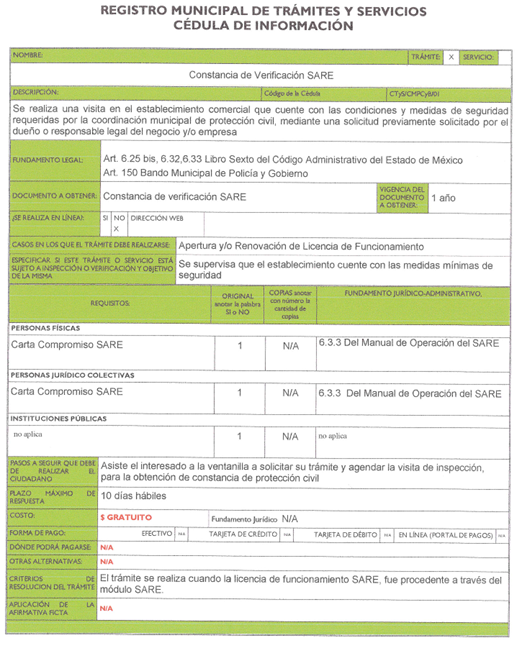 REGISTRO MUNICIPAL DE TRÁMITES Y SERVICIOS
CÉDULA DE INFORMACIÓN
NOMBRE: TRÁMITE: X SERVICIO:
Constancia de Verificación SARE
DESCRIPCIÓN: Código de la Cédula CTyS/CMPCyB/01
Se realiza una visita en el establecimiento comercial que cuente con las condiciones y medidas de seguridad
requeridas por la coordinación municipal de protección civil, mediante una solicitud previamente solicitado por el
dueño o responsable legal del negocio y/o empresa
FUNDAMENTO LEGAL: Art. 6.25 bis, 6.32,6.33 Libro Sexto del Código Administrativo del Estado de México
Art. 150 Bando Municipal de Policía y Gobierno
DOCUMENTO A OBTENER: Constancia de verificación SARE VIGENCIA DEL DOCUMENTO A OBTENER: 1 año
¿SE REALIZA EN LÍNEA?: SI NO DIRECCIÓN WEB
X
CASOS EN LOS QUE EL TRÁMITE DEBE REALIZARSE: Apertura y/o Renovación de Licencia de Funcionamiento
ESPECIFICAR SI ESTE TRÁMITE O SERVICIO ESTÁ
SUJETO A INSPECCIÓN O VERIFICACIÓN Y OBJETIVO
DE LA MISMA
Se supervisa que el establecimiento cuente con las medidas mínimas de
seguridad
REQUISITOS:
ORIGINAL
anotar la palabra
SI o NO
COPIAS anotar
con número la
cantidad de
copias
FUNDAMENTO JURÍDICO-ADMINISTRATIVO.
PERSONAS FÍSICAS
Carta Compromiso SARE 1 N/A 6.3.3 Del Manual de Operación del SARE
PERSONAS JURÍDICO COLECTIVAS
Carta Compromiso SARE 1 N/A 6.3.3 Del Manual de Operación del SARE
INSTITUCIONES PÚBLICAS
no aplica 1 N/A no aplica
PASOS A SEGUIR QUE DEBE
DE REALIZAR EL
CIUDADANO
Asiste el interesado a la ventanilla a solicitar su trámite y agendar la visita de inspección,
para la obtención de constancia de protección civil
PLAZO MÁXIMO DE
RESPUESTA
10 días hábiles
COSTO: $ GRATUITO Fundamento Jurídico N/A
FORMA DE PAGO: EFECTIVO N/A TARJETA DE CRÉDITO N/A TARJETA DE DÉBITO N/A EN LÍNEA (PORTAL DE PAGOS) N/A
DÓNDE PODRÁ PAGARSE: N/A
OTRAS ALTERNATIVAS: N/A
CRITERIOS DE
RESOLUCION DEL TRÁMITE
El trámite se realiza cuando la licencia de funcionamiento SARE, fue procedente a través del
módulo SARE.
APLICACIÓN DE LA
AFIRMATIVA FICTA
N/A